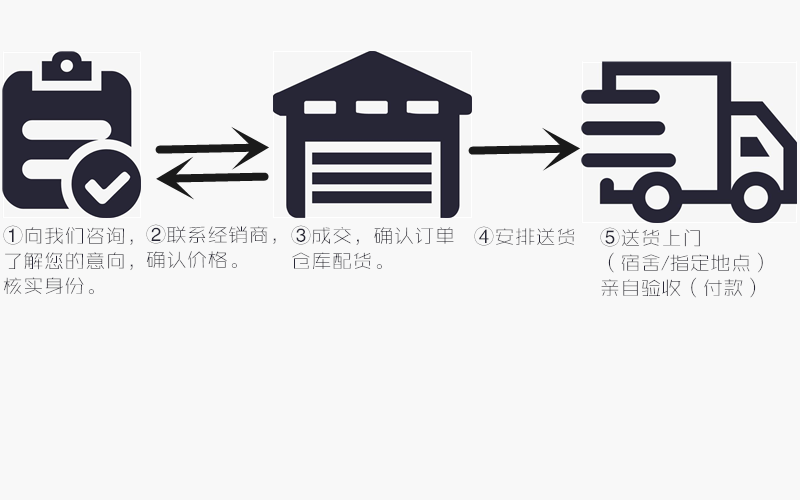 ①向我们咨询，
了解您的意向，
核实身份。
②联系经销商，
确认价格。
③成交，确认订单
仓库配货。
④安排送货
⑤送货上门
（宿舍/指定地点）
亲自验收（付款）